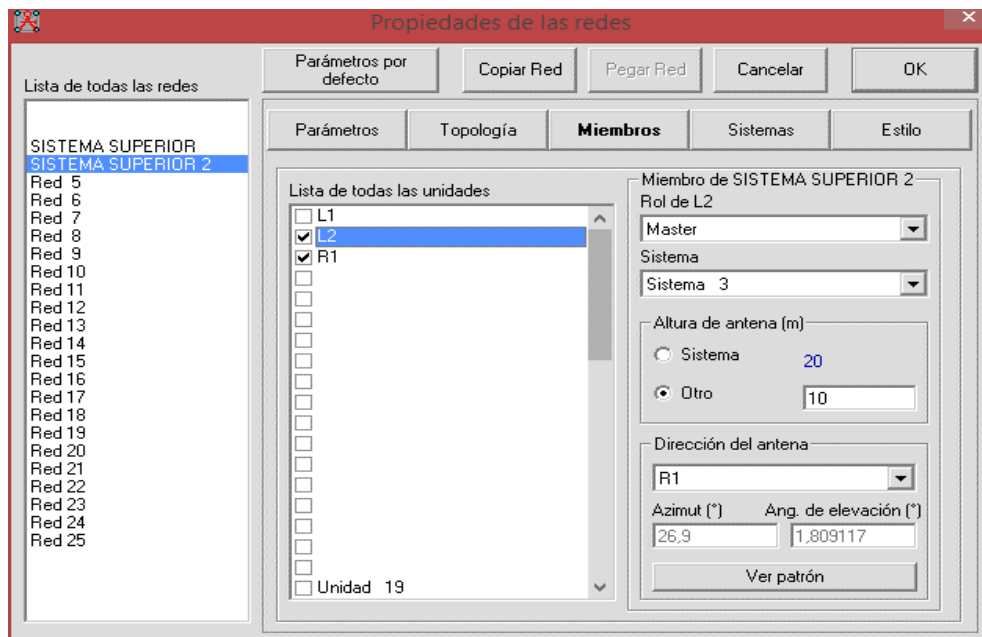 Propiedades de las redes
Parámetros por defecto
Copiar Red
Pegar Red
Cancelar
OK
Lista de todas las redes
SISTEMA SUPERIOR
SISTEMA SUPERIOR 2
Red 5
Red 6
Red 7
Red 8
Red 9
Red 10
Red 11
Red 12
Red 13
Red 14
Red 15
Red 16
Red 17
Red 18
Red 19
Red 20
Red 21
Red 22
Red 23
Red 24
Red 25
Parámetros
Topología
Miembros
Sistemas
Estilo
Lista de todas las unidades
L1
L2
R1
Unidad 19
Miembro de SISTEMA SUPERIOR 2
Rol de L2
Master
Sistema
Sistema 3
Altura de antena (m)
Sistema 20
Otro 10
Dirección del antena
R1
Azimut (°) Ang. de elevación (°)
26,9 1,809117
Ver patrón